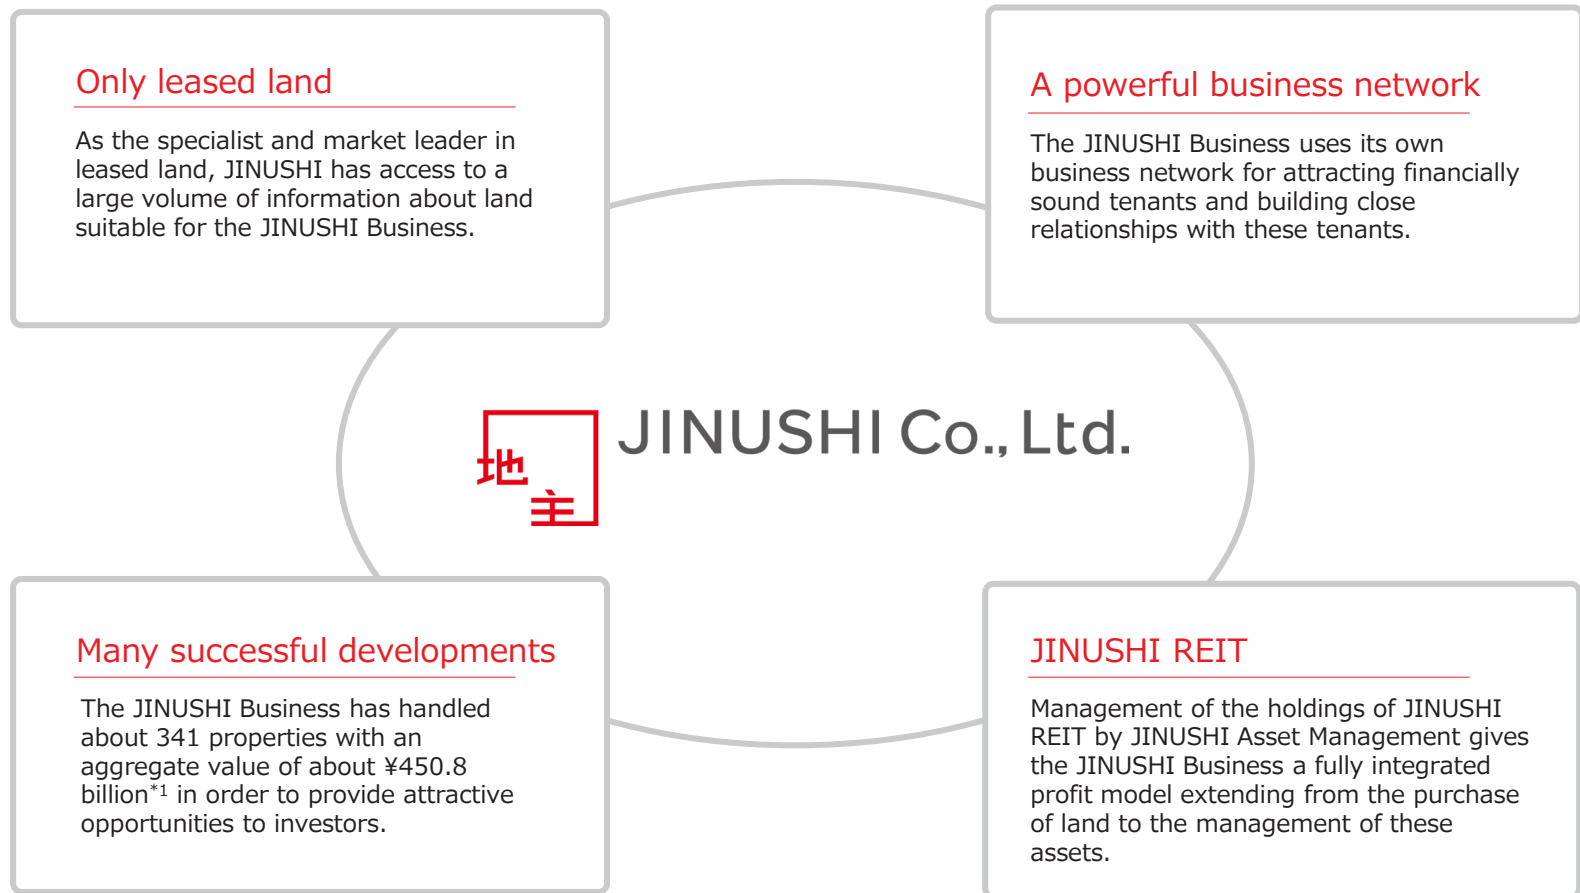 Only leased land
As the specialist and market leader in
leased land, JINUSHI has access to a
large volume of information about land
suitable for the JINUSHI Business.
A powerful business network
The JINUSHI Business uses its own
business network for attracting financially
sound tenants and building close
relationships with these tenants.
地主
JINUSHI Co., Ltd.
Many successful developments
The JINUSHI Business has handled
about 341 properties with an
aggregate value of about ¥450.8
billion*1 in order to provide attractive
opportunities to investors.
JINUSHI REIT
Management of the holdings of JINUSHI
REIT by JINUSHI Asset Management gives
the JINUSHI Business a fully integrated
profit model extending from the purchase
of land to the management of these
assets.